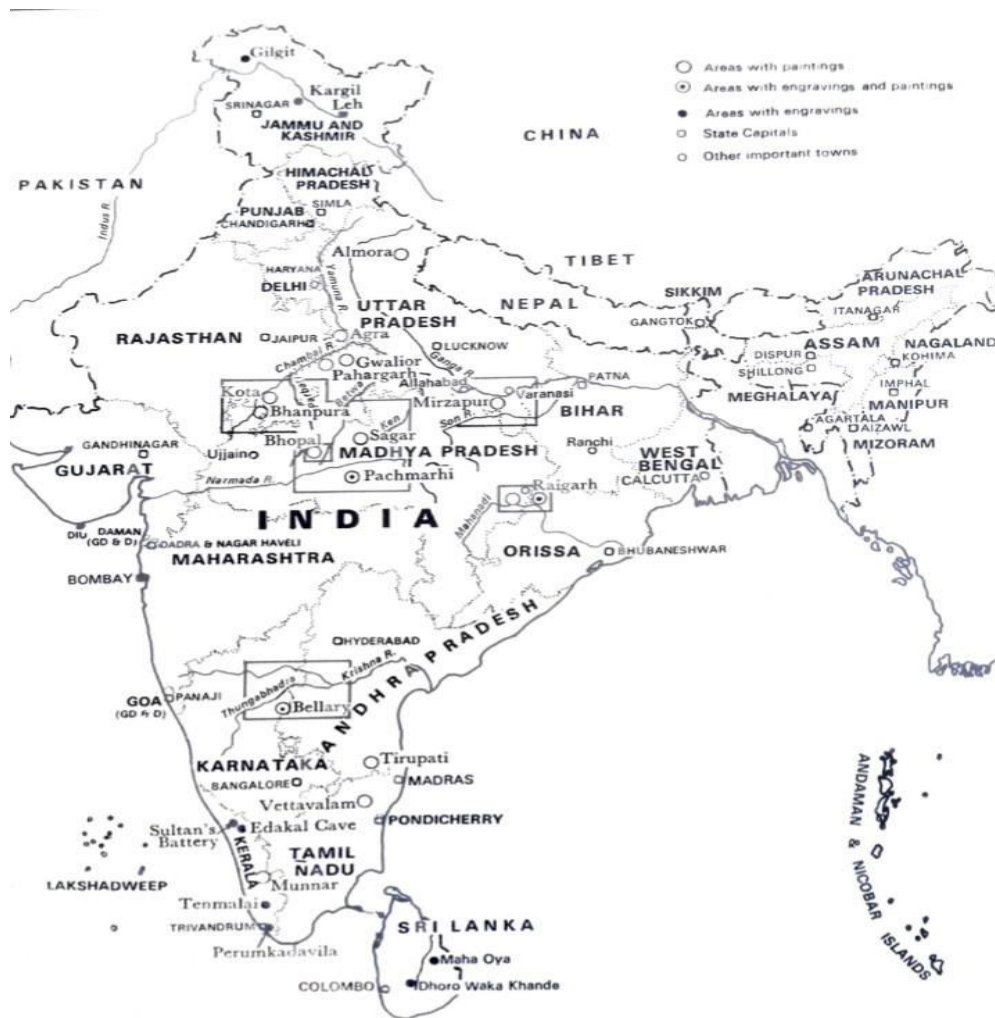 Gilgit
Areas with paintings
Areas with engravings and paintings
Areas with engravings
State Capitals
Other important towns
Kargil
Leh
SRINAGAR
JAMMU AND
KASHMIR
CHINA
PAKISTAN
Indus R.
HIMACHAL
PRADESH
SIMLA
PUNJAB
CHANDIGARH
Almora
TIBET
HARYANA
DELHI
Yamuna R.
UTTAR
PRADESH
NEPAL
SIKKIM
GANGTOK
ARUNACHAL
PRADESH
ITANAGAR
RAJASTHAN
JAIPUR
Agra
LUCKNOW
ASSAM
DISPUR
NAGALAND
KOHIMA
Chambal R.
Gwalior
Pahargarh
Ganga R.
SHILLONG
MEGHALAYA
IMPHAL
MANIPUR
Kota
Betwa
Allahabad
Varanasi
PATNA
Mirzapur
BIHAR
Bhanpura
Ken
Son R.
AGARTALA
AIZAWL
MIZORAM
GANDHINAGAR
GUJARAT
Ujjain
Bhopal
Sagar
MADHYA PRADESH
Ranchi
WEST
BENGAL
CALCUTTA
Narmada R.
Pachmarhi
Raigarh
Mahanadi
INDIA
DIU
DAMAN
(GD & D)
DADRA & NAGAR HAVELI
MAHARASHTRA
ORISSA
BHUBANESHWAR
BOMBAY
HYDERABAD
ANDHRA PRADESH
Krishna R.
Thungabhadra
GOA
(GD & D)
PANAJI
Bellary
KARNATAKA
BANGALORE
Tirupati
MADRAS
Vettavalam
PONDICHERRY
Sultan's
Battery
Edakal Cave
KERALA
TAMIL
NADU
Munnar
LAKSHADWEEP
Tenmalai
TRIVANDRUM
Perumkadavila
SRI LANKA
Maha Oya
COLOMBO
Dhoro Waka Khande
ANDAMAN & NICOBAR
ISLANDS